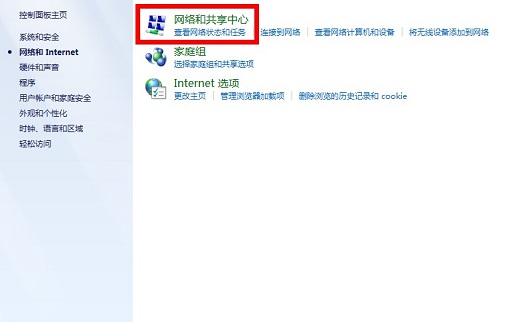 控制面板主页
系统和安全
网络和 Internet
硬件和声音
程序
用户帐户和家庭安全
外观和个性化
时钟、语言和区域
轻松访问
网络和共享中心
查看网络状态和任务 连接到网络 查看网络计算机和设备 将无线设备添加到网络
家庭组
选择家庭组和共享选项
Internet 选项
更改主页 管理浏览器加载项 删除浏览的历史记录和 cookie